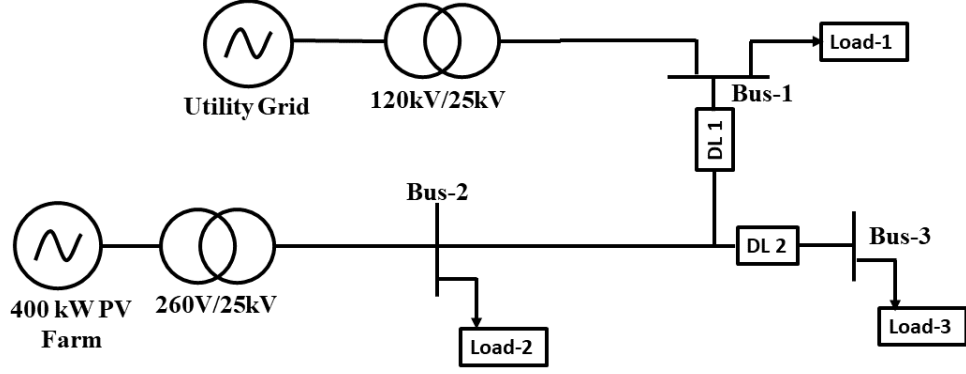 Load-1
Utility Grid
120kV/25kV
Bus-1
DL 1
Bus-2
Bus-3
DL 2
400 kW PV
Farm
260V/25kV
Load-2
Load-3